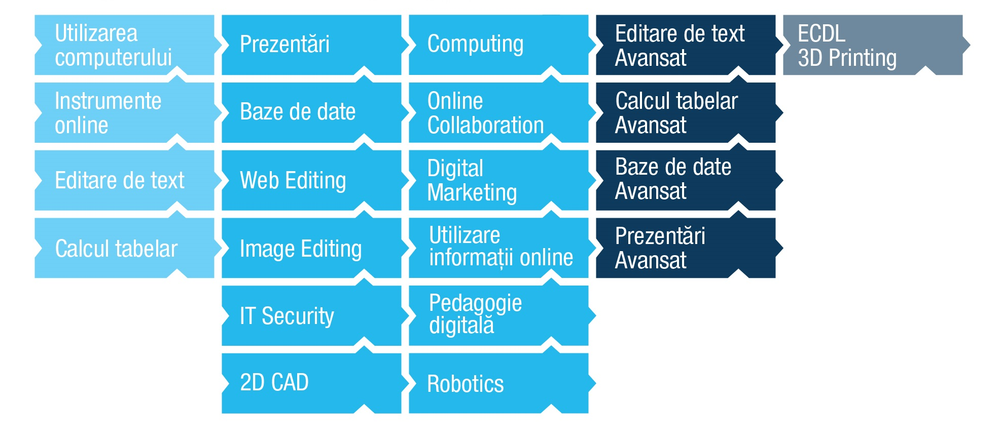 Utilizarea
computerului
Prezentări
Computing
Editare de text
Avansat
ECDL
3D Printing
Instrumente
online
Baze de date
Online
Collaboration
Calcul tabelar
Avansat
Editare de text
Web Editing
Digital
Marketing
Baze de date
Avansat
Calcul tabelar
Image Editing
Utilizare
informații online
Prezentări
Avansat
IT Security
Pedagogie
digitală
2D CAD
Robotics